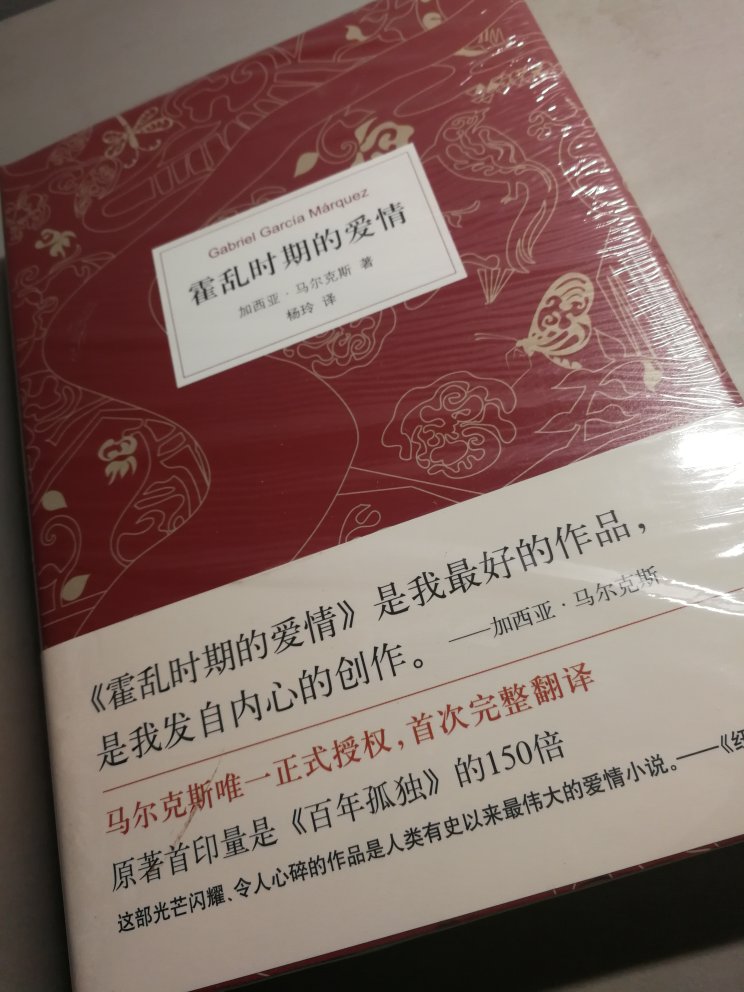 Gabriel García Márquez
霍乱时期的爱情
加西亚·马尔克斯 著
杨玲 译
《霍乱时期的爱情》是我最好的作品，
是我发自内心的创作。——加西亚·马尔克斯
马尔克斯唯一正式授权，首次完整翻译
原著首印量是《百年孤独》的150倍
这部光芒闪耀、令人心碎的作品是人类有史以来最伟大的爱情小说。——《纽